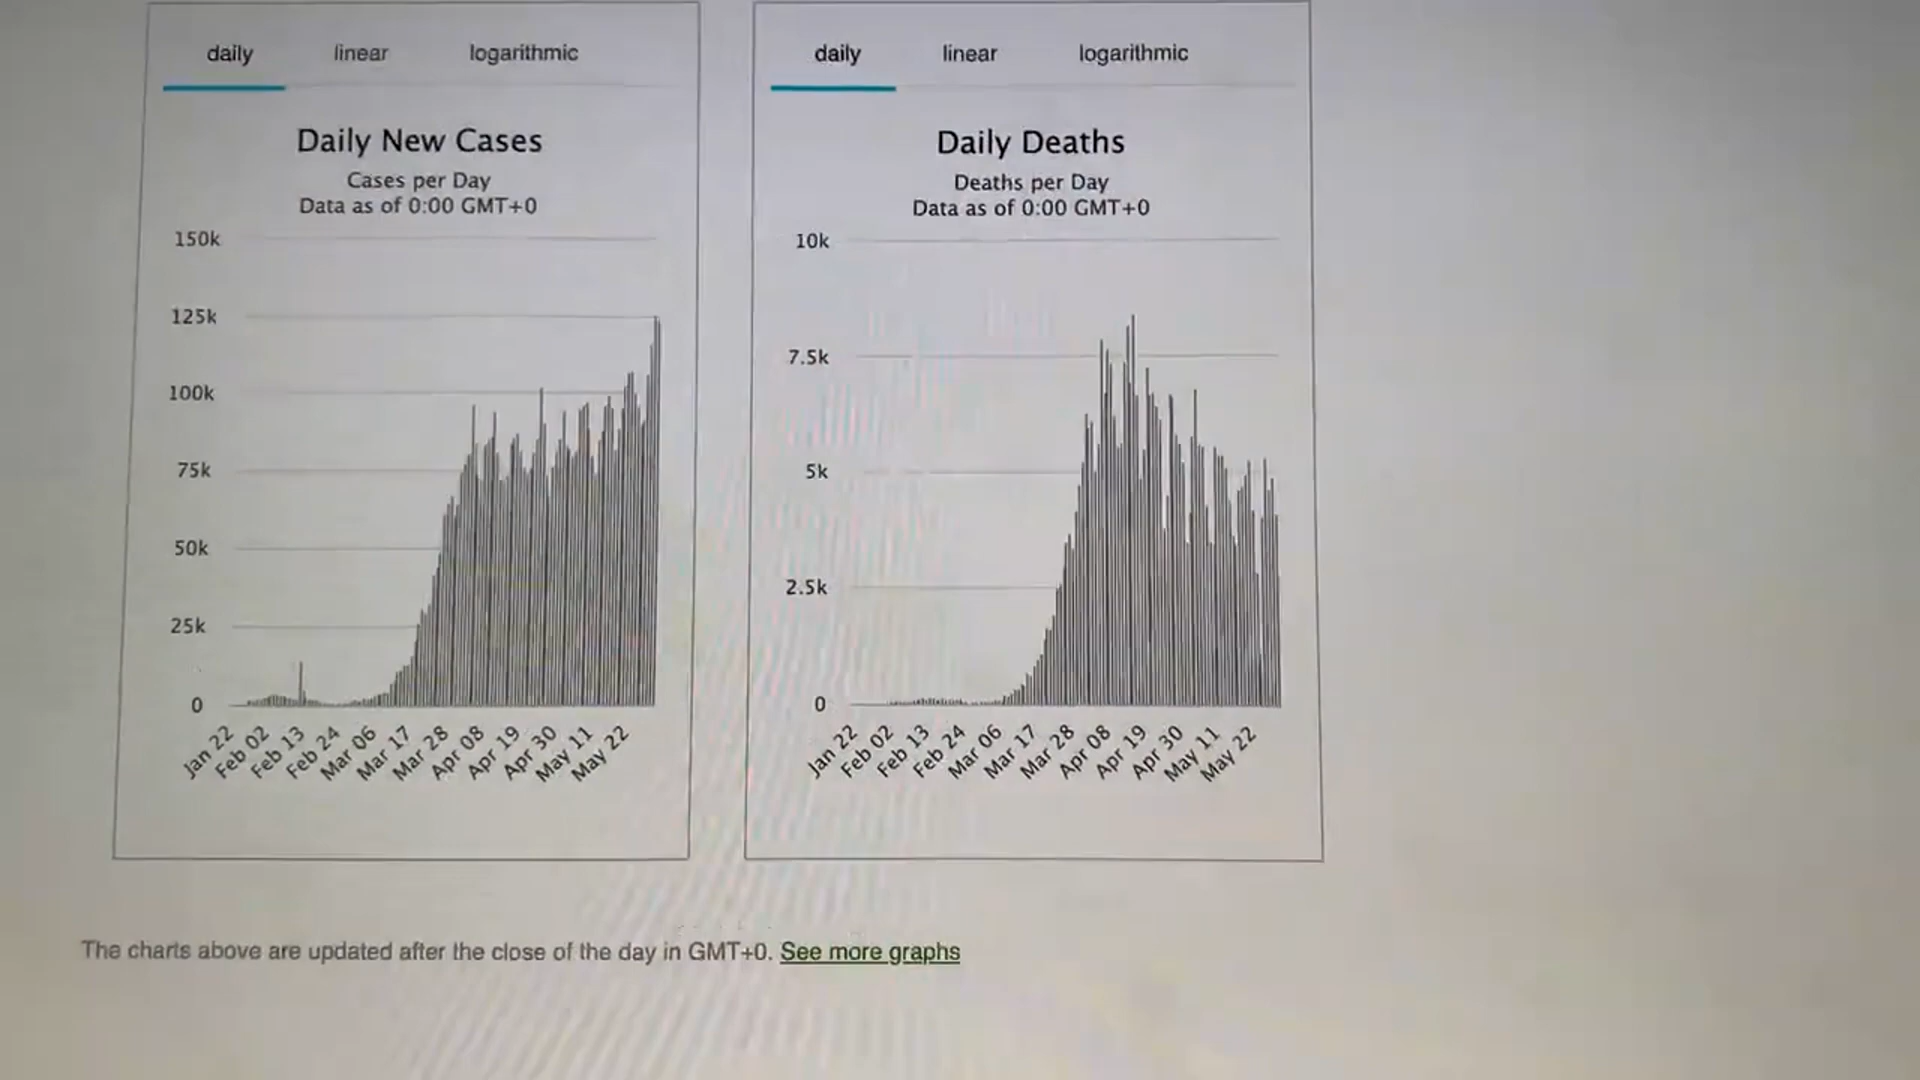 daily linear logarithmic
Daily New Cases
Cases per Day
Data as of 0:00 GMT+0
150k
125k
100k
75k
50k
25k
0
Jan 22
Feb 02
Feb 13
Feb 24
Mar 06
Mar 17
Mar 28
Apr 08
Apr 19
Apr 30
May 11
May 22
daily linear logarithmic
Daily Deaths
Deaths per Day
Data as of 0:00 GMT+0
10k
7.5k
5k
2.5k
0
Jan 22
Feb 02
Feb 13
Feb 24
Mar 06
Mar 17
Mar 28
Apr 08
Apr 19
Apr 30
May 11
May 22
The charts above are updated after the close of the day in GMT+0. See more graphs